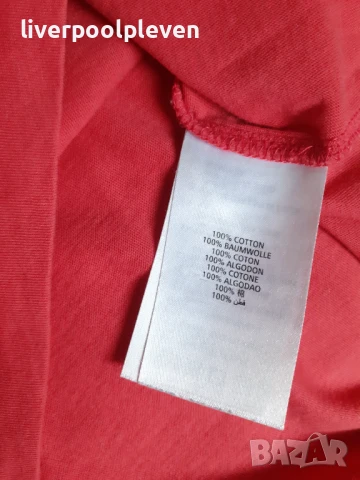 liverpoolpleven
100% COTTON
100% BAUMWOLLE
100% COTON
100% ALGODON
100% COTONE
100% ALGODAO
100% 棉
100% قطن
BAZAR